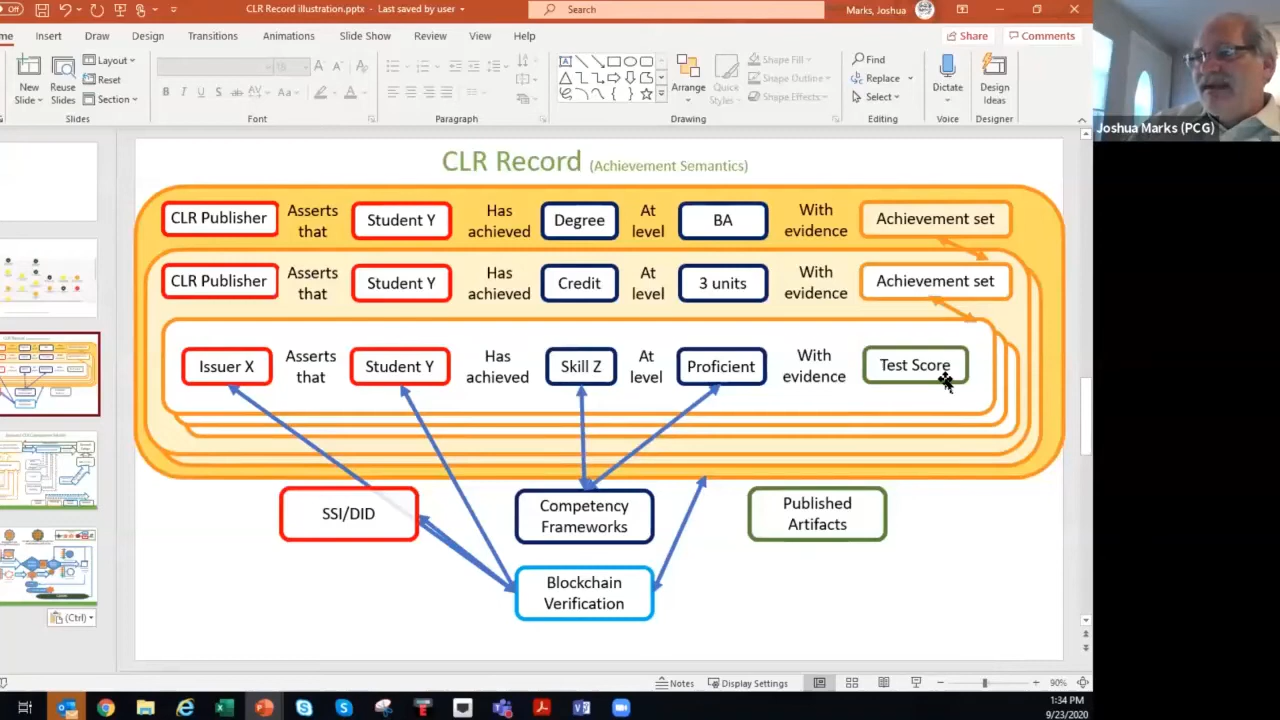 Off
CLR Record illustration.pptx - Last saved by user
Search
Marks, Joshua
me Insert Draw Design Transitions Animations Slide Show Review View Help
Share Comments
New Slide
Reuse Slides
Layout
Reset
Section
Slides
B I U S ab AV Aa A
Font
Paragraph
Arrange
Quick Styles
Shape Fill
Shape Outline
Shape Effects
Drawing
Find
Replace
Select
Editing
Dictate
Voice
Design Ideas
Designer
Joshua Marks (PCG)
CLR Record (Achievement Semantics)
CLR Publisher Asserts that Student Y Has achieved Degree At level BA With evidence Achievement set
CLR Publisher Asserts that Student Y Has achieved Credit At level 3 units With evidence Achievement set
Issuer X Asserts that Student Y Has achieved Skill Z At level Proficient With evidence Test Score
SSI/DID
Competency Frameworks
Published Artifacts
Blockchain Verification
(Ctrl)
Notes Display Settings 90%
1:34 PM
9/23/2020